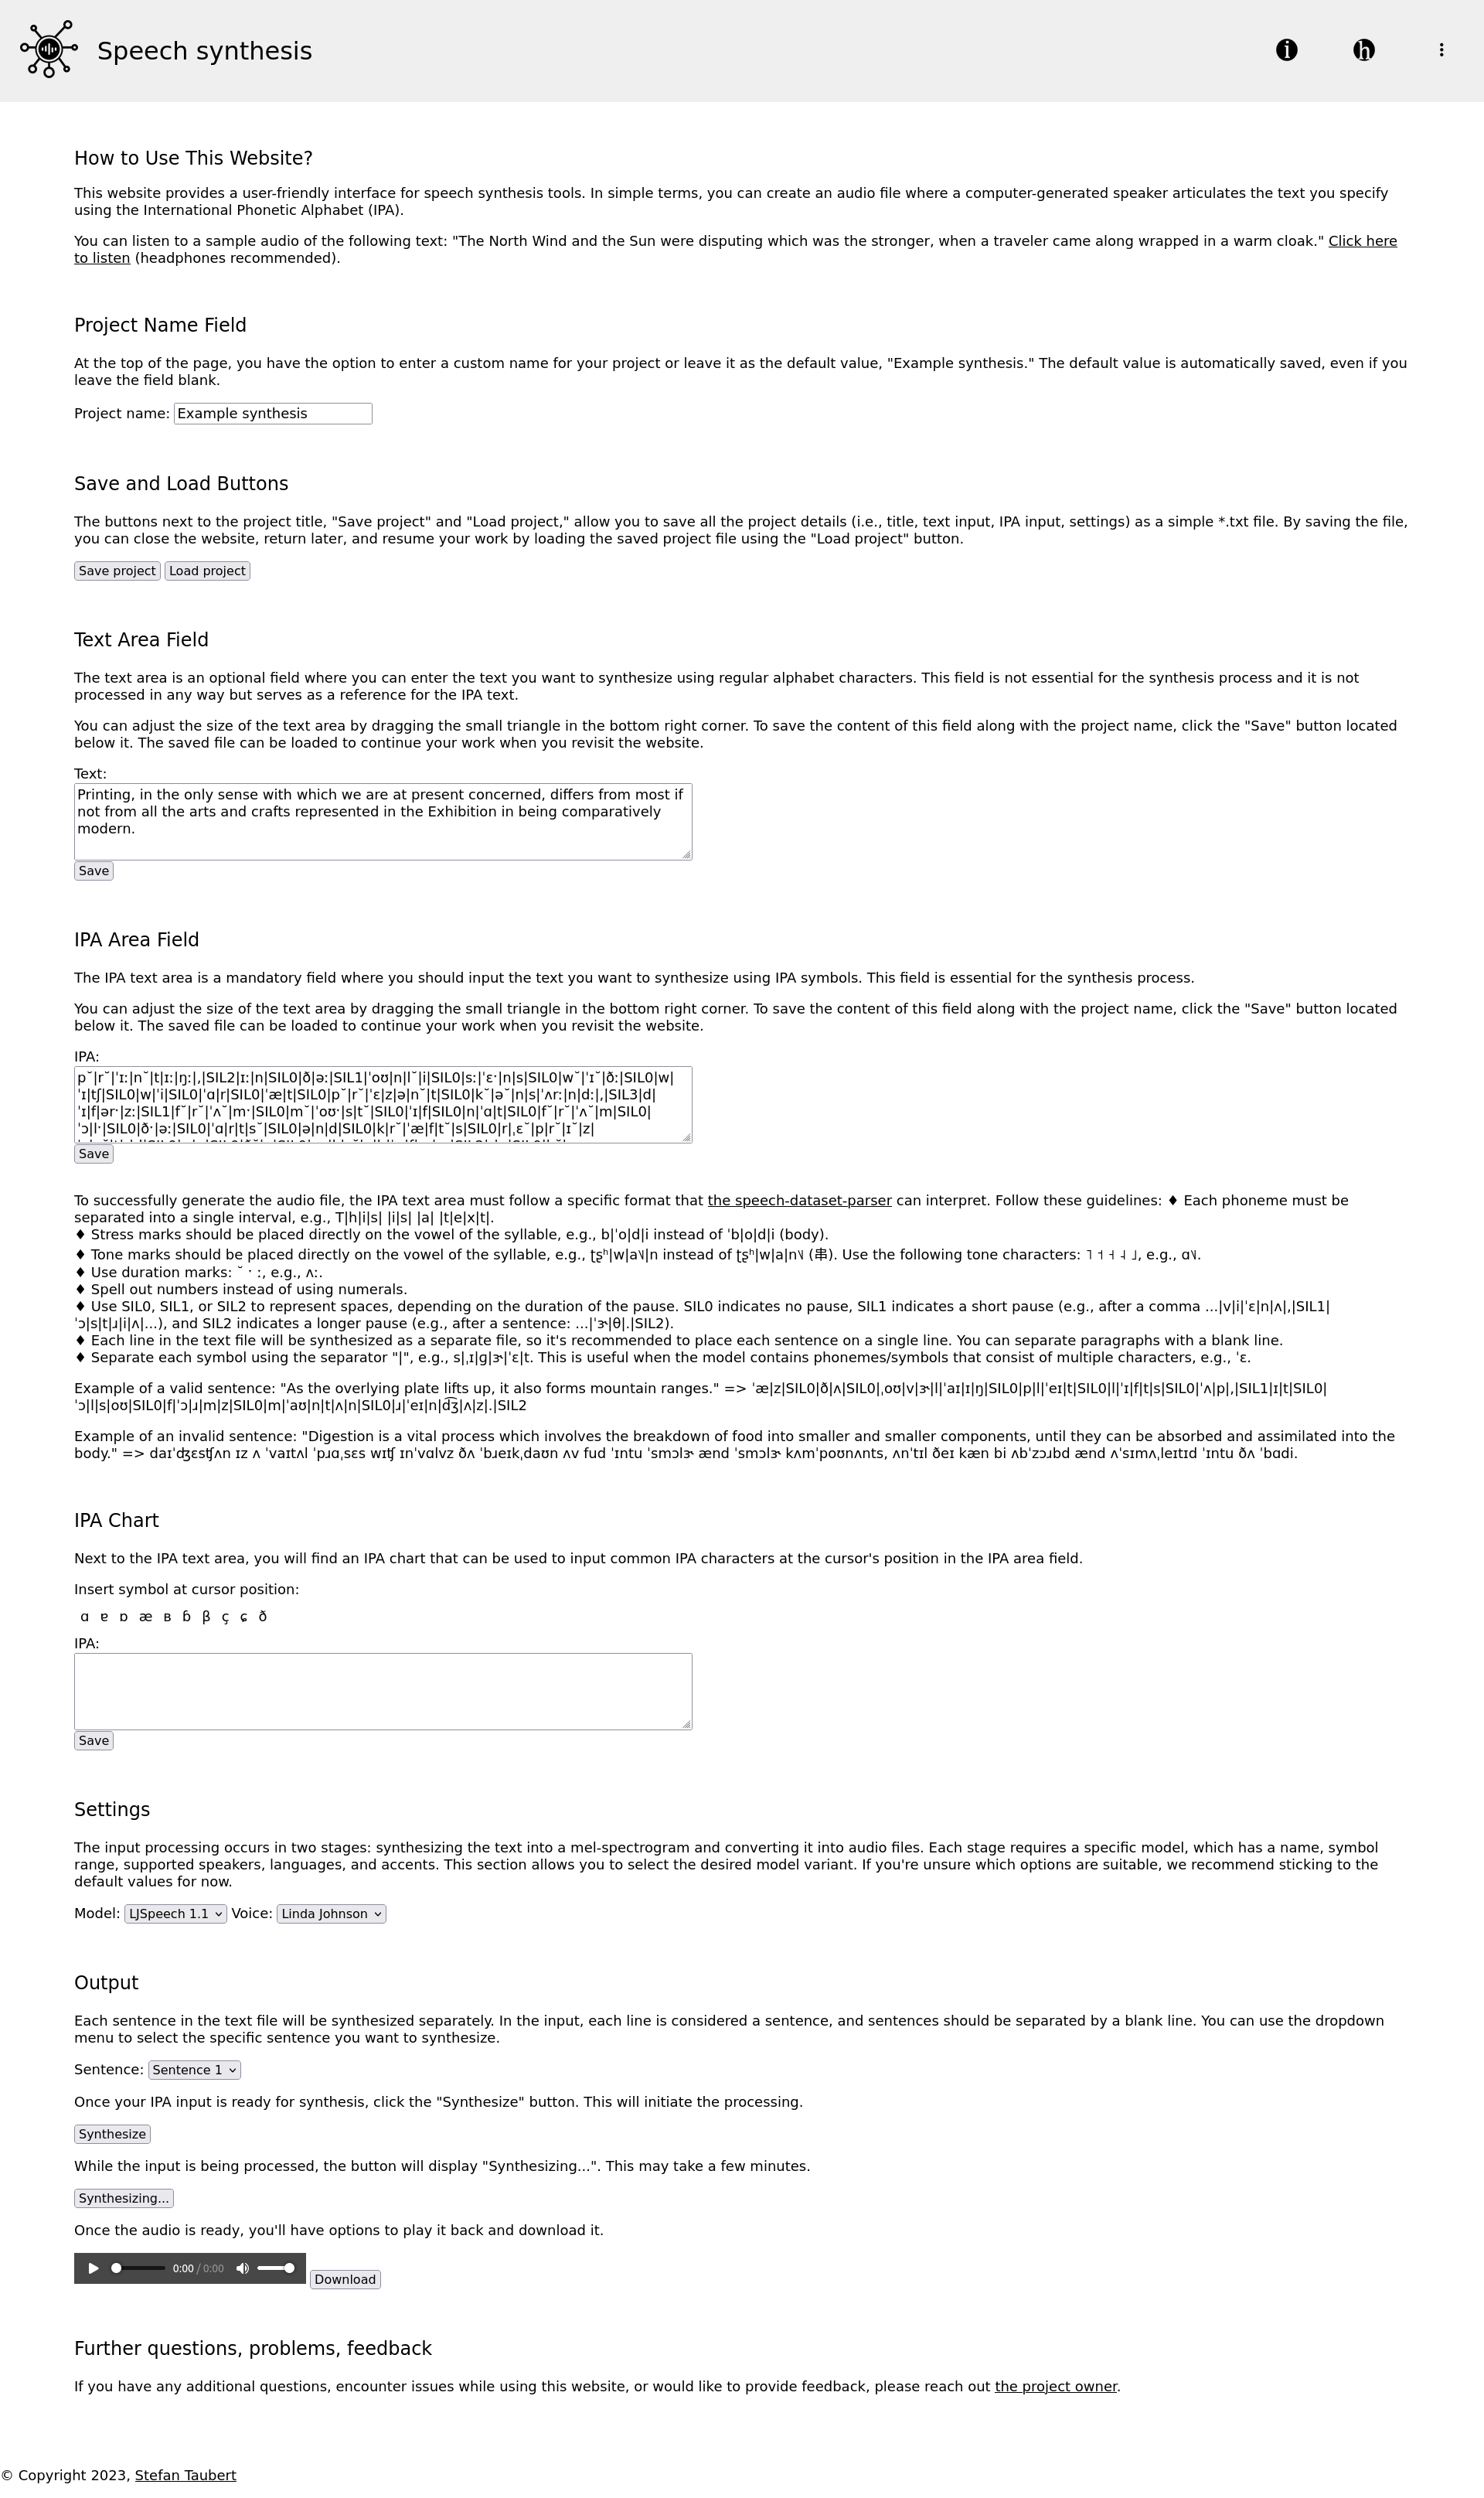 Speech synthesis
i
h
How to Use This Website?
This website provides a user-friendly interface for speech synthesis tools. In simple terms, you can create an audio file where a computer-generated speaker articulates the text you specify
using the International Phonetic Alphabet (IPA).
You can listen to a sample audio of the following text: "The North Wind and the Sun were disputing which was the stronger, when a traveler came along wrapped in a warm cloak." Click here
to listen (headphones recommended).
Project Name Field
At the top of the page, you have the option to enter a custom name for your project or leave it as the default value, "Example synthesis." The default value is automatically saved, even if you
leave the field blank.
Project name: Example synthesis
Save and Load Buttons
The buttons next to the project title, "Save project" and "Load project," allow you to save all the project details (i.e., title, text input, IPA input, settings) as a simple *.txt file. By saving the file,
you can close the website, return later, and resume your work by loading the saved project file using the "Load project" button.
Save project Load project
Text Area Field
The text area is an optional field where you can enter the text you want to synthesize using regular alphabet characters. This field is not essential for the synthesis process and it is not
processed in any way but serves as a reference for the IPA text.
You can adjust the size of the text area by dragging the small triangle in the bottom right corner. To save the content of this field along with the project name, click the "Save" button located
below it. The saved file can be loaded to continue your work when you revisit the website.
Text:
Printing, in the only sense with which we are at present concerned, differs from most if
not from all the arts and crafts represented in the Exhibition in being comparatively
modern.
Save
IPA Area Field
The IPA text area is a mandatory field where you should input the text you want to synthesize using IPA symbols. This field is essential for the synthesis process.
You can adjust the size of the text area by dragging the small triangle in the bottom right corner. To save the content of this field along with the project name, click the "Save" button located
below it. The saved file can be loaded to continue your work when you revisit the website.
IPA:
p˘|r˘|ˈɪː|n˘|t|ɪː|ŋː|,|SIL2|ɪː|n|SIL0|ð|əː|SIL1|ˈoʊ|n|l˘|i|SIL0|sː|ˈɛˑ|n|s|SIL0|w˘|ˈɪ˘|ðː|SIL0|w|
ˈɪ|tʃ|SIL0|w|ˈi|SIL0|ˈɑ|r|SIL0|ˈæ|t|SIL0|p˘|r˘|ˈɛ|z|ə|n˘|t|SIL0|k˘|ə˘|n|s|ˈʌrː|n|dː|,|SIL3|d|
ˈɪ|f|ərˑ|zː|SIL1|f˘|r˘|ˈʌ˘|mˑ|SIL0|m˘|ˈoʊˑ|s|t˘|SIL0|ˈɪ|f|SIL0|n|ˈɑ|t|SIL0|f˘|r˘|ˈʌ˘|m|SIL0|
ˈɔ|lˑ|SIL0|ðˑ|əː|SIL0|ˈɑ|r|t|s˘|SIL0|ə|n|d|SIL0|k|r˘|ˈæ|f|t˘|s|SIL0|r|ˌɛ˘|p|r˘|ɪ˘|z|
Save
To successfully generate the audio file, the IPA text area must follow a specific format that the speech-dataset-parser can interpret. Follow these guidelines: ♦ Each phoneme must be
separated into a single interval, e.g., T|h|i|s| |i|s| |a| |t|e|x|t|.
♦ Stress marks should be placed directly on the vowel of the syllable, e.g., b|ˈo|d|i instead of ˈb|o|d|i (body).
♦ Tone marks should be placed directly on the vowel of the syllable, e.g., ʈʂʰ|w|a˥˩|n instead of ʈʂʰ|w|a|n˥˩ (串). Use the following tone characters: ˥ ˦ ˧ ˨ ˩, e.g., ɑ˥˩.
♦ Use duration marks: ˘ ˑ ː, e.g., ʌː.
♦ Spell out numbers instead of using numerals.
♦ Use SIL0, SIL1, or SIL2 to represent spaces, depending on the duration of the pause. SIL0 indicates no pause, SIL1 indicates a short pause (e.g., after a comma ...|v|i|ˈɛ|n|ʌ|,|SIL1|
ˈɔ|s|t|ɹ|i|ʌ|...), and SIL2 indicates a longer pause (e.g., after a sentence: ...|ˈɝ|θ|.|SIL2).
♦ Each line in the text file will be synthesized as a separate file, so it's recommended to place each sentence on a single line. You can separate paragraphs with a blank line.
♦ Separate each symbol using the separator "|", e.g., s|ˌɪ|ɡ|ɝ|ˈɛ|t. This is useful when the model contains phonemes/symbols that consist of multiple characters, e.g., ˈɛ.
Example of a valid sentence: "As the overlying plate lifts up, it also forms mountain ranges." => ˈæ|z|SIL0|ð|ʌ|SIL0|ˌoʊ|v|ɝ|l|ˈaɪ|ɪ|ŋ|SIL0|p|l|ˈeɪ|t|SIL0|l|ˈɪ|f|t|s|SIL0|ˈʌ|p|,|SIL1|ɪ|t|SIL0|
ˈɔ|l|s|oʊ|SIL0|f|ˈɔ|ɹ|m|z|SIL0|m|ˈaʊ|n|t|ʌ|n|SIL0|ɹ|ˈeɪ|n|d͡ʒ|ʌ|z|.|SIL2
Example of an invalid sentence: "Digestion is a vital process which involves the breakdown of food into smaller and smaller components, until they can be absorbed and assimilated into the
body." => daɪˈʤɛsʧʌn ɪz ʌ ˈvaɪtʌl ˈpɹɑˌsɛs wɪʧ ɪnˈvɑlvz ðʌ ˈbɹeɪkˌdaʊn ʌv fud ˈɪntu ˈsmɔlɝ ænd ˈsmɔlɝ kʌmˈpoʊnʌnts, ʌnˈtɪl ðeɪ kæn bi ʌbˈzɔɹbd ænd ʌˈsɪmʌˌleɪtɪd ˈɪntu ðʌ ˈbɑdi.
IPA Chart
Next to the IPA text area, you will find an IPA chart that can be used to input common IPA characters at the cursor's position in the IPA area field.
Insert symbol at cursor position:
ɑ ɐ ɒ æ ʙ ɓ β ç ɕ ð
IPA:
Save
Settings
The input processing occurs in two stages: synthesizing the text into a mel-spectrogram and converting it into audio files. Each stage requires a specific model, which has a name, symbol
range, supported speakers, languages, and accents. This section allows you to select the desired model variant. If you're unsure which options are suitable, we recommend sticking to the
default values for now.
Model: LJSpeech 1.1 Voice: Linda Johnson
Output
Each sentence in the text file will be synthesized separately. In the input, each line is considered a sentence, and sentences should be separated by a blank line. You can use the dropdown
menu to select the specific sentence you want to synthesize.
Sentence: Sentence 1
Once your IPA input is ready for synthesis, click the "Synthesize" button. This will initiate the processing.
Synthesize
While the input is being processed, the button will display "Synthesizing...". This may take a few minutes.
Synthesizing...
Once the audio is ready, you'll have options to play it back and download it.
0:00 / 0:00 Download
Further questions, problems, feedback
If you have any additional questions, encounter issues while using this website, or would like to provide feedback, please reach out the project owner.
© Copyright 2023, Stefan Taubert